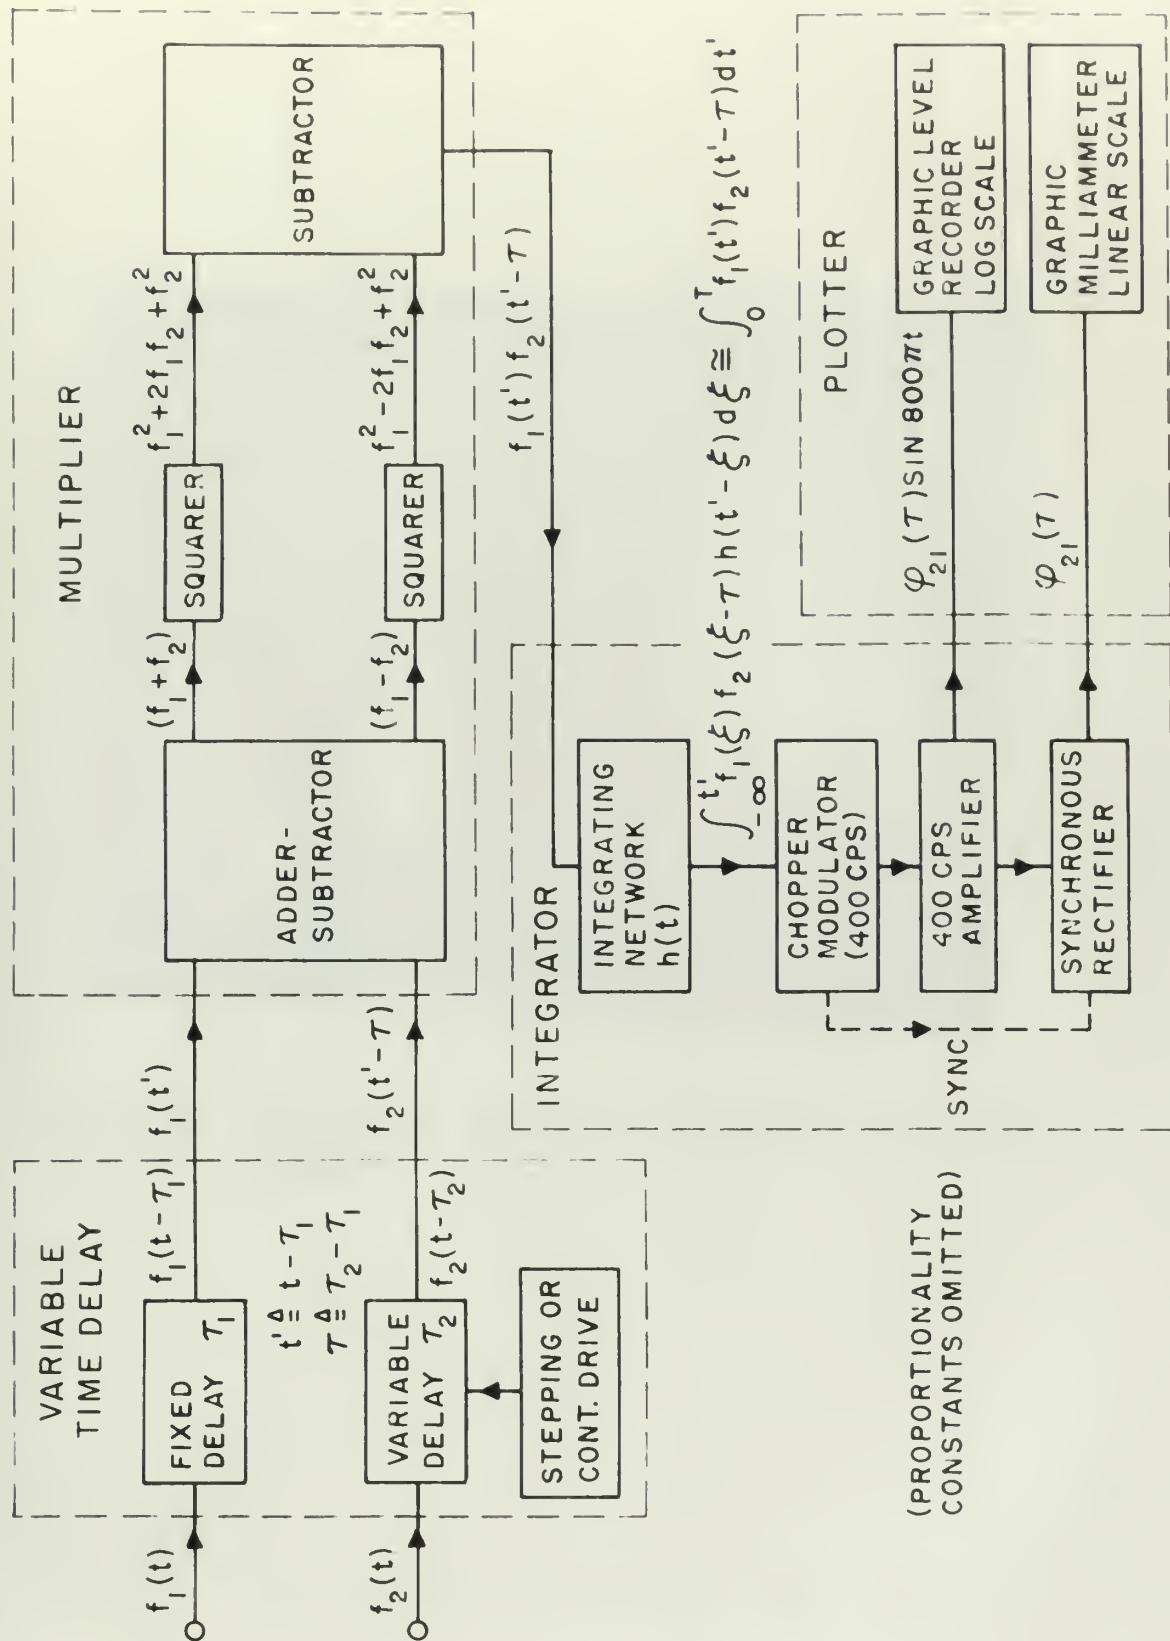 VARIABLE
TIME DELAY
f₁(t)
FIXED
DELAY τ₁
f₁(t-τ₁)
f₁(t')
t' ≜ t-τ₁
τ ≜ τ₂-τ₁
f₂(t)
VARIABLE
DELAY τ₂
f₂(t-τ₂)
f₂(t'-τ)
STEPPING OR
CONT. DRIVE
MULTIPLIER
ADDER-
SUBTRACTOR
(f₁+f₂)
SQUARER
f₁²+2f₁f₂+f₂²
(f₁-f₂)
SQUARER
f₁²-2f₁f₂+f₂²
SUBTRACTOR
f₁(t')f₂(t'-τ)
INTEGRATOR
INTEGRATING
NETWORK
h(t)
∫₋∞^t' f₁(ξ)f₂(ξ-τ)h(t'-ξ)dξ ≅ ∫₀^T f₁(t')f₂(t'-τ)dt'
CHOPPER
MODULATOR
(400 CPS)
400 CPS
AMPLIFIER
SYNCHRONOUS
RECTIFIER
SYNC
PLOTTER
φ₂₁(τ) SIN 800πt
GRAPHIC LEVEL
RECORDER
LOG SCALE
φ₂₁(τ)
GRAPHIC
MILLIAMMETER
LINEAR SCALE
(PROPORTIONALITY
CONSTANTS OMITTED)